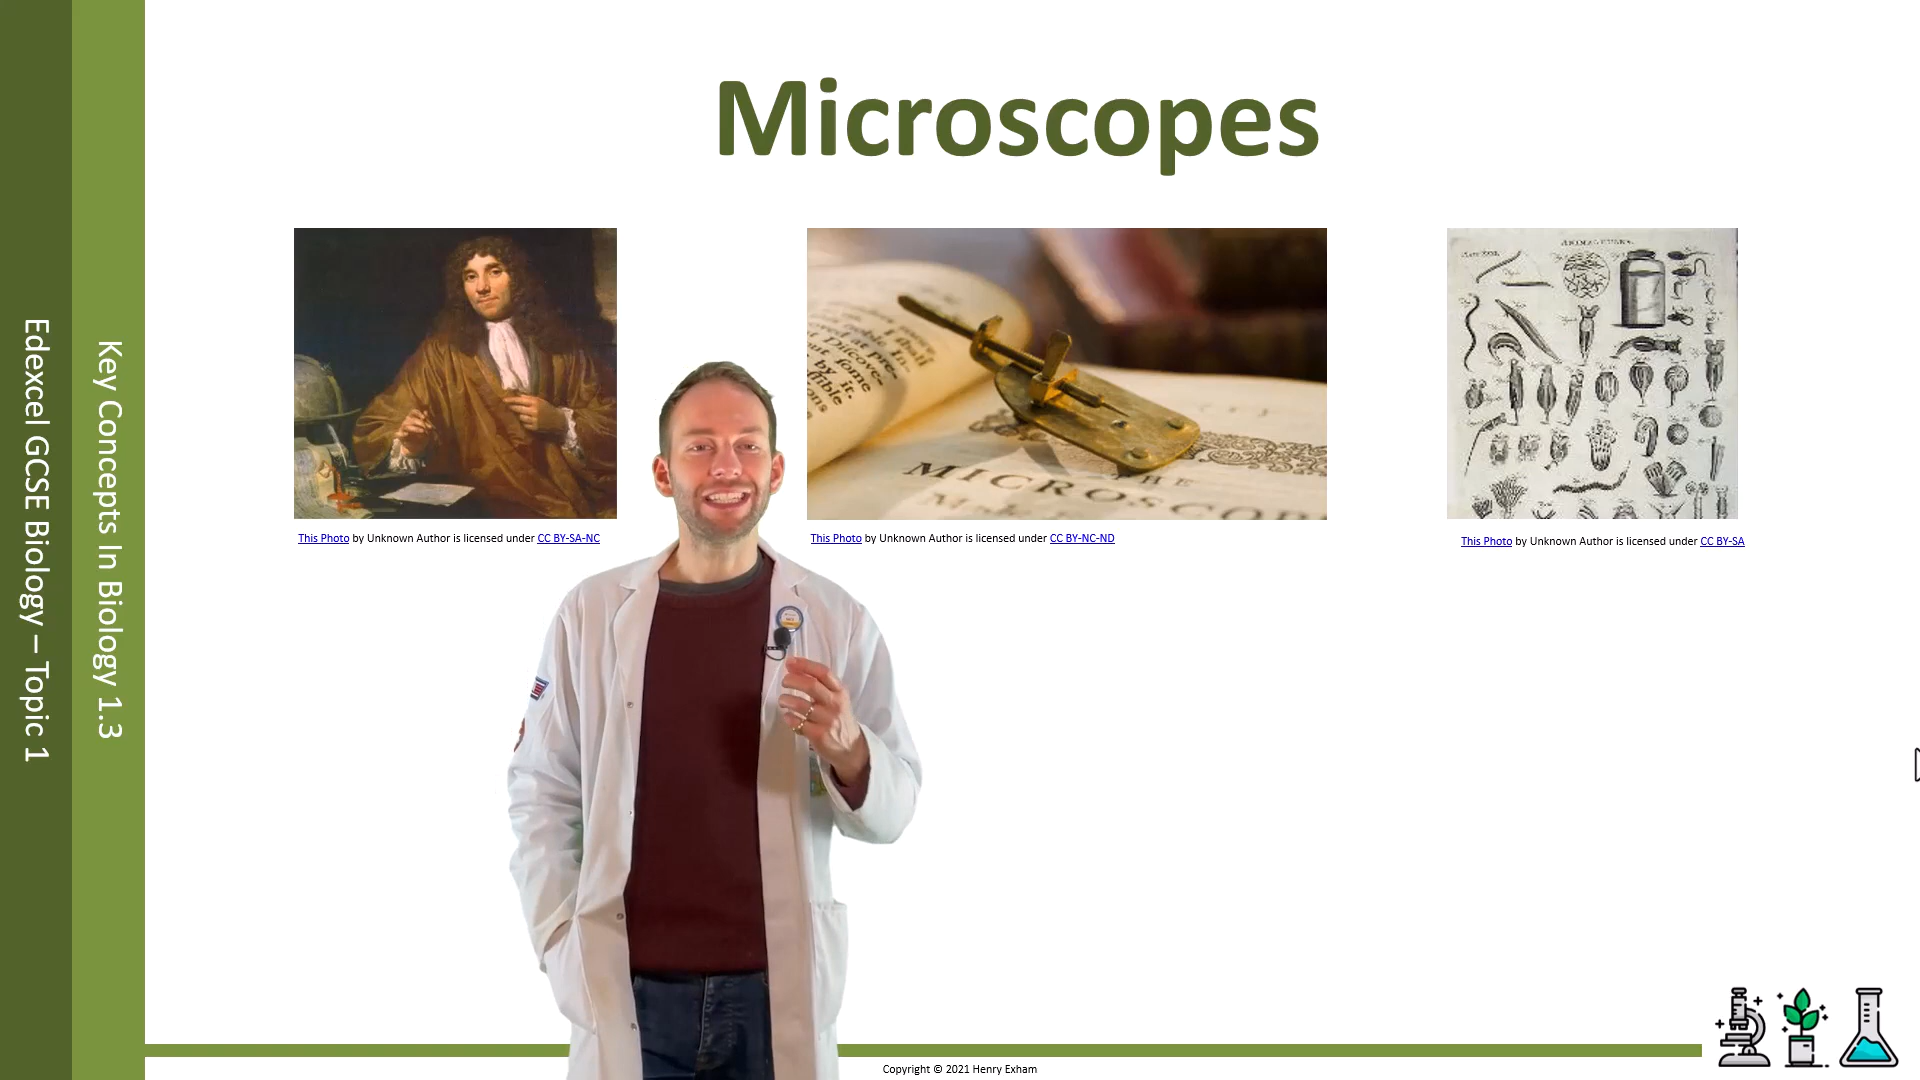 Microscopes
Edexcel GCSE Biology – Topic 1
Key Concepts In Biology 1.3
MICROSCOP
This Photo by Unknown Author is licensed under CC BY-SA-NC
This Photo by Unknown Author is licensed under CC BY-NC-ND
This Photo by Unknown Author is licensed under CC BY-SA
Copyright © 2021 Henry Exham